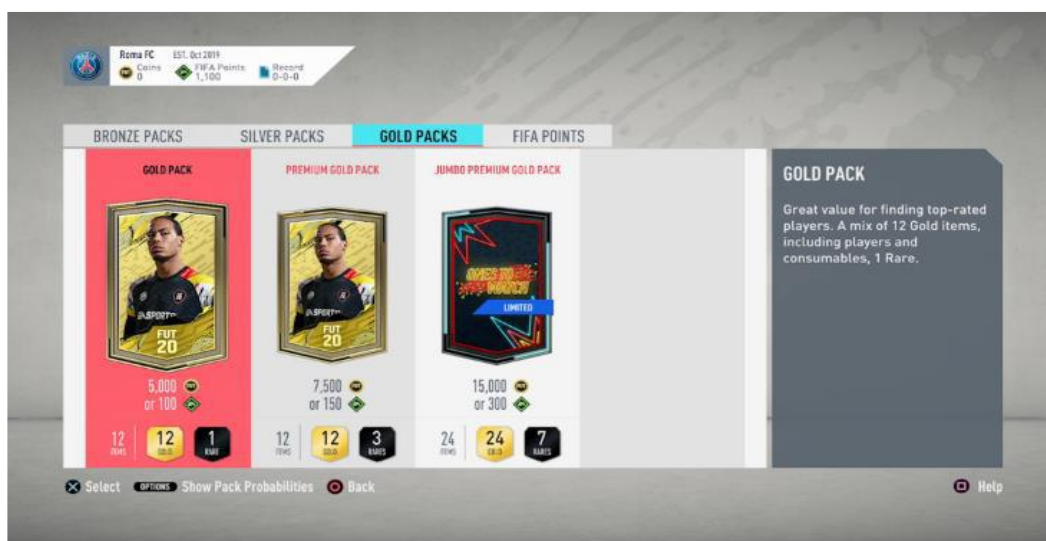 Roma FC EST. Oct 2019
Coins FIFA Points Record
0 1,100 0-0-0
BRONZE PACKS SILVER PACKS GOLD PACKS FIFA POINTS
GOLD PACK PREMIUM GOLD PACK JUMBO PREMIUM GOLD PACK
ONES TO
WATCH
LIMITED
FUT
20
FUT
20
5,000 7,500 15,000
or 100 or 150 or 300
12 12 1 12 12 3 24 24 7
ITEMS GOLD RARE ITEMS GOLD RARES ITEMS GOLD RARES
GOLD PACK
Great value for finding top-rated
players. A mix of 12 Gold items,
including players and
consumables, 1 Rare.
Select OPTIONS Show Pack Probabilities Back Help